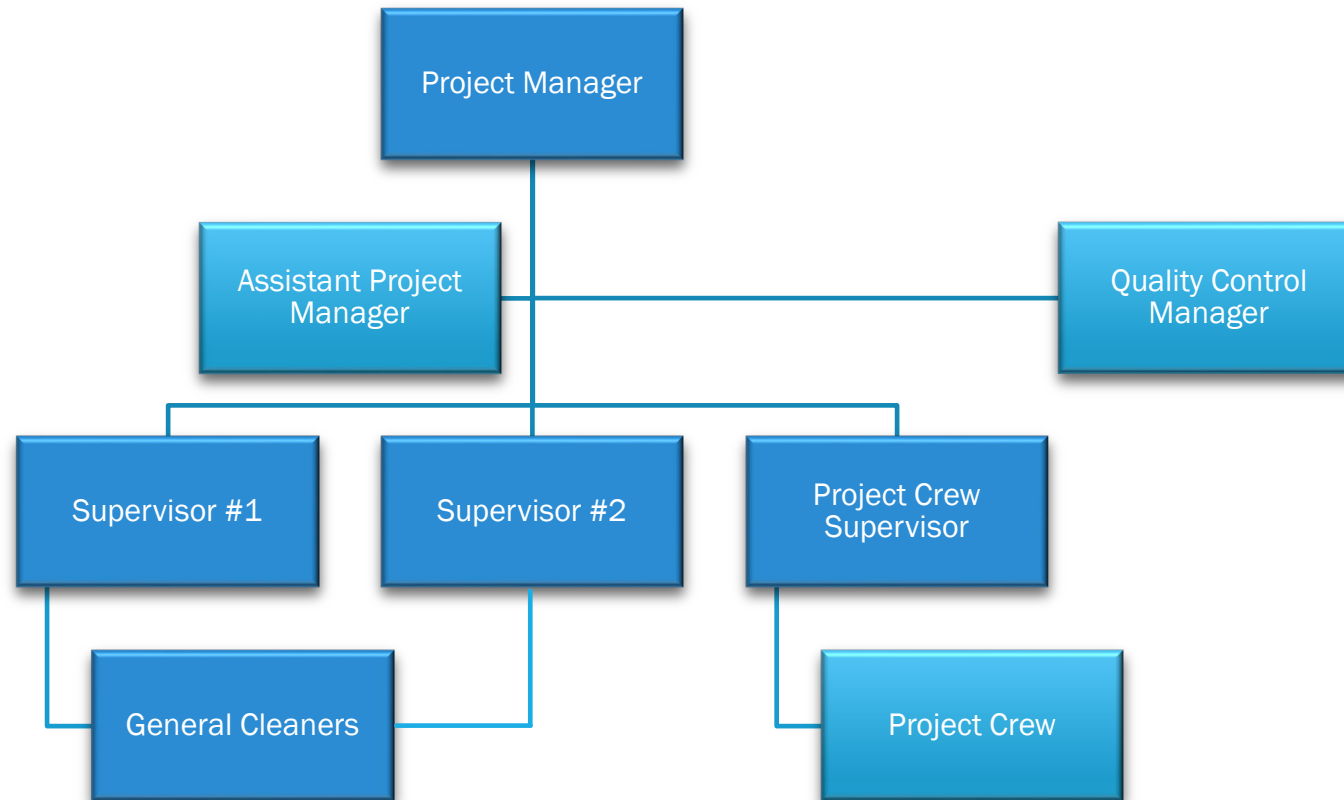 Project Manager
Assistant Project
Manager
Quality Control
Manager
Supervisor #1
Supervisor #2
Project Crew
Supervisor
General Cleaners
Project Crew